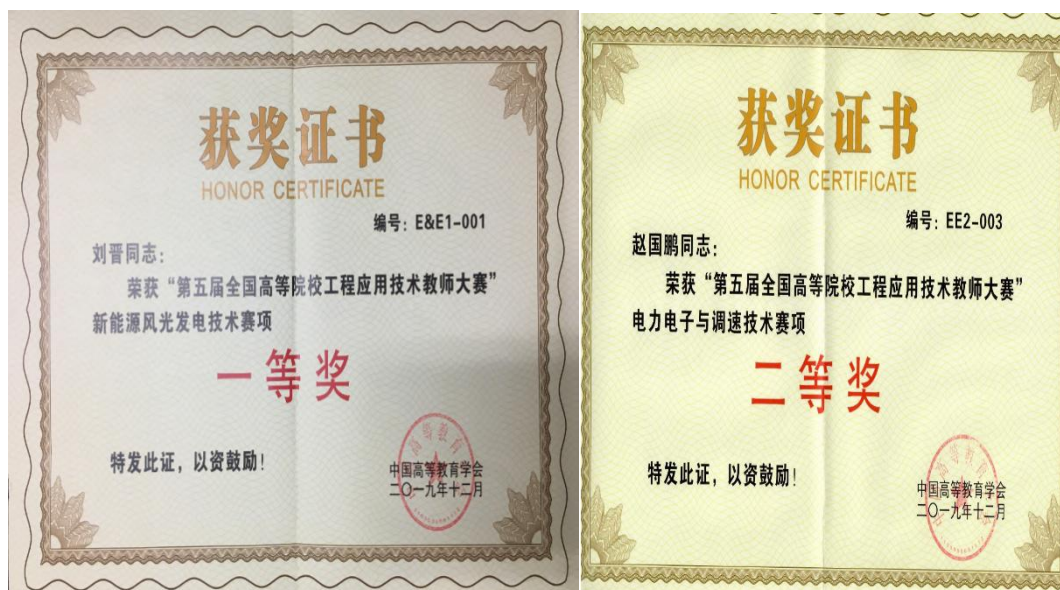 获奖证书
HONOR CERTIFICATE
编号：E&E1-001
刘晋同志：
荣获“第五届全国高等院校工程应用技术教师大赛”
新能源风光发电技术赛项
一等奖
特发此证，以资鼓励！
中国高等教育学会
二〇一九年十二月
获奖证书
HONOR CERTIFICATE
编号：EE2-003
赵国鹏同志：
荣获“第五届全国高等院校工程应用技术教师大赛”
电力电子与调速技术赛项
二等奖
特发此证，以资鼓励！
中国高等教育学会
二〇一九年十二月